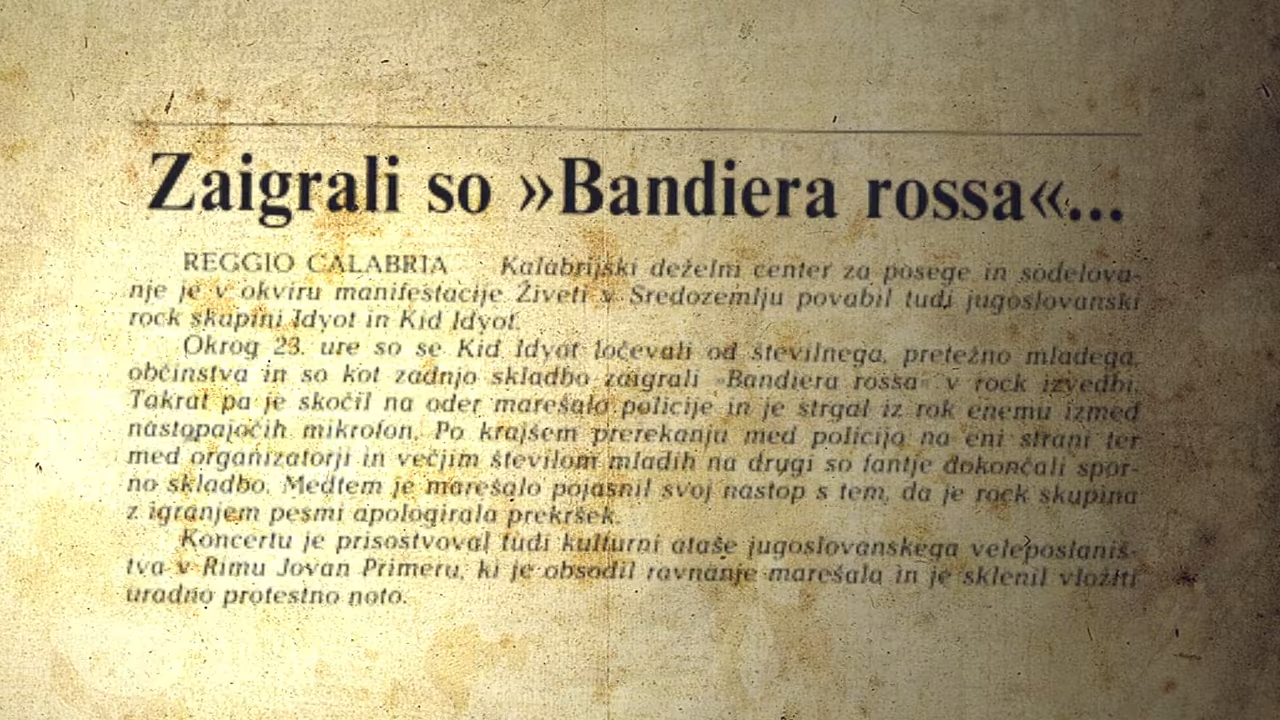 Zaigrali so »Bandiera rossa«...
REGGIO CALABRIA Kalabrijski deželni center za posege in sodelova-
nje je v okviru manifestacije Živeti v Sredozemlju povabil tudi jugoslovanski
rock skupini Idyot in Kid Idyot.
Okrog 23. ure so se Kid Idyot ločevali od številnega, pretežno mladega,
občinstva in so kot zadnjo skladbo zaigrali »Bandiera rossa« v rock izvedbi.
Takrat pa je skočil na oder marešalo policije in je strgal iz rok enemu izmed
nastopajočih mikrofon. Po krajšem prerekanju med policijo na eni strani ter
med organizatorji in večjim številom mladih na drugi so fantje dokončali spor-
no skladbo. Medtem je marešalo pojasnil svoj nastop s tem, da je rock skupina
z igranjem pesmi apologirala prekršek.
Koncertu je prisostvoval tudi kulturni ataše jugoslovanskega veleposlaniš-
tva v Rimu Jovan Primeru, ki je obsodil ravnanje marešala in je sklenil vložiti
uradno protestno noto.